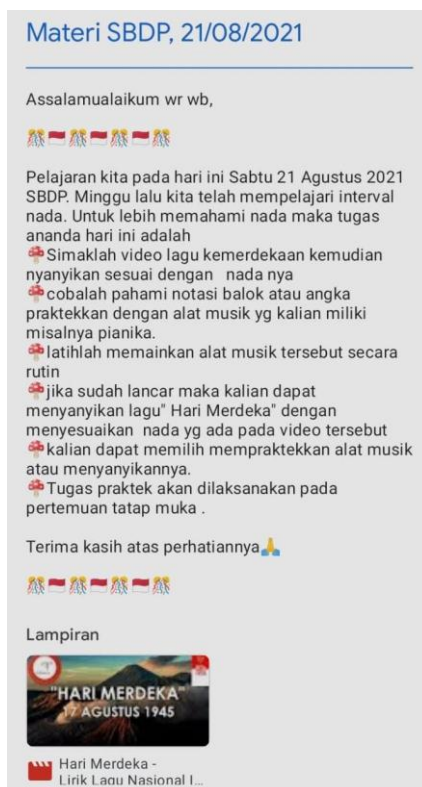 Materi SBDP, 21/08/2021
Assalamualaikum wr wb,
Pelajaran kita pada hari ini Sabtu 21 Agustus 2021
SBDP. Minggu lalu kita telah mempelajari interval
nada. Untuk lebih memahami nada maka tugas
ananda hari ini adalah
Simaklah video lagu kemerdekaan kemudian
nyanyikan sesuai dengan nada nya
cobalah pahami notasi balok atau angka
praktekkan dengan alat musik yg kalian miliki
misalnya pianika.
latihlah memainkan alat musik tersebut secara
rutin
jika sudah lancar maka kalian dapat
menyanyikan lagu" Hari Merdeka" dengan
menyesuaikan nada yg ada pada video tersebut
kalian dapat memilih mempraktekkan alat musik
atau menyanyikannya.
Tugas praktek akan dilaksanakan pada
pertemuan tatap muka .
Terima kasih atas perhatiannya
Lampiran
"HARI MERDEKA"
17 AGUSTUS 1945
Hari Merdeka -
Lirik Lagu Nasional I...